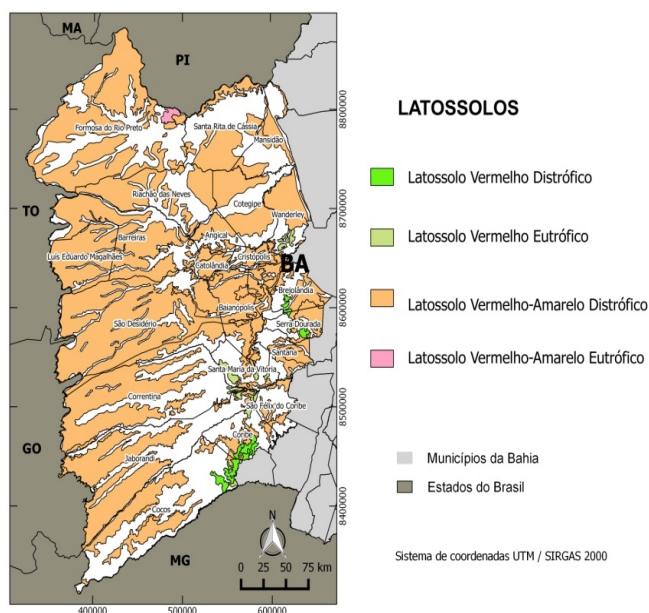 MA
PI
Formosa do Rio Preto
Santa Rita de Cássia
Mansidão
Riachão das Neves
Cotegipe
Wanderley
TO
Barreiras
Angical
Luís Eduardo Magalhães
Catolândia
Cristópolis
BA
Brejolândia
Baianópolis
São Desidério
Serra Dourada
Santana
Santa Maria da Vitória
Correntina
São Félix do Coribe
GO
Coribe
Jaborandi
Cocos
MG
N
0 25 50 75 km
400000 500000 600000
8800000
8700000
8600000
8500000
8400000
LATOSSOLOS
Latossolo Vermelho Distrófico
Latossolo Vermelho Eutrófico
Latossolo Vermelho-Amarelo Distrófico
Latossolo Vermelho-Amarelo Eutrófico
Municípios da Bahia
Estados do Brasil
Sistema de coordenadas UTM / SIRGAS 2000